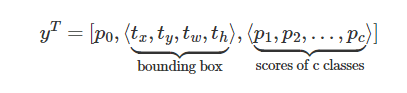 y^T = [p_0, ⟨t_x, t_y, t_w, t_h⟩, ⟨p_1, p_2, . . . , p_c⟩]
bounding box scores of c classes